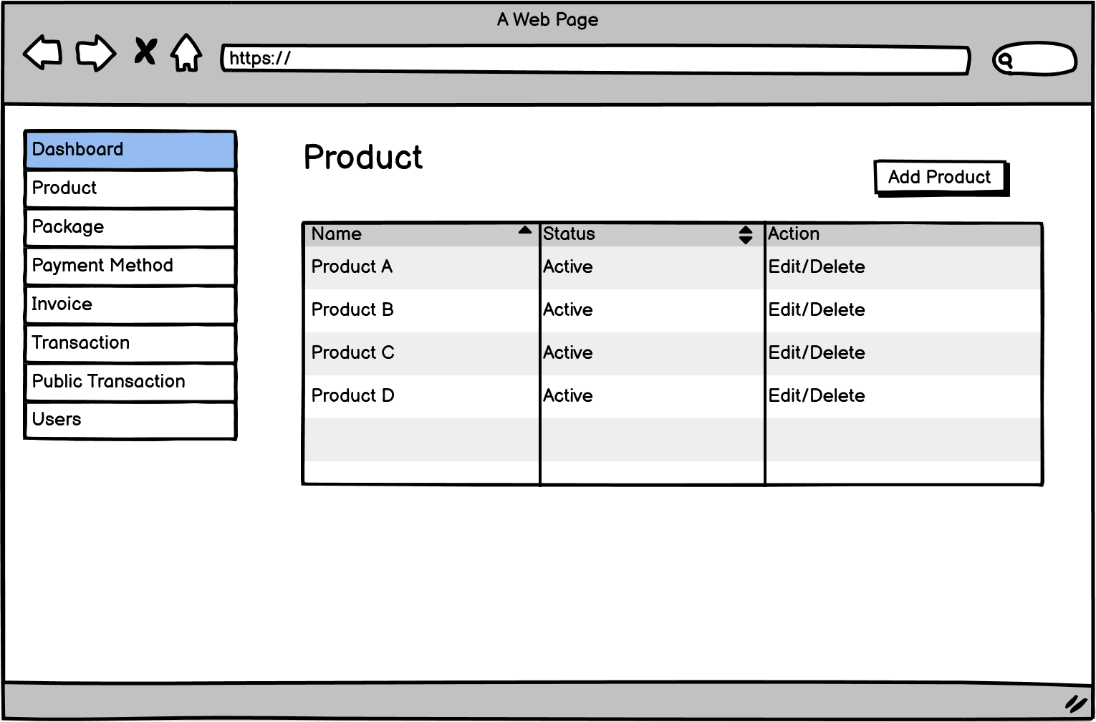 A Web Page
https://
Dashboard
Product
Package
Payment Method
Invoice
Transaction
Public Transaction
Users
Product
Add Product
Name Status Action
Product A Active Edit/Delete
Product B Active Edit/Delete
Product C Active Edit/Delete
Product D Active Edit/Delete